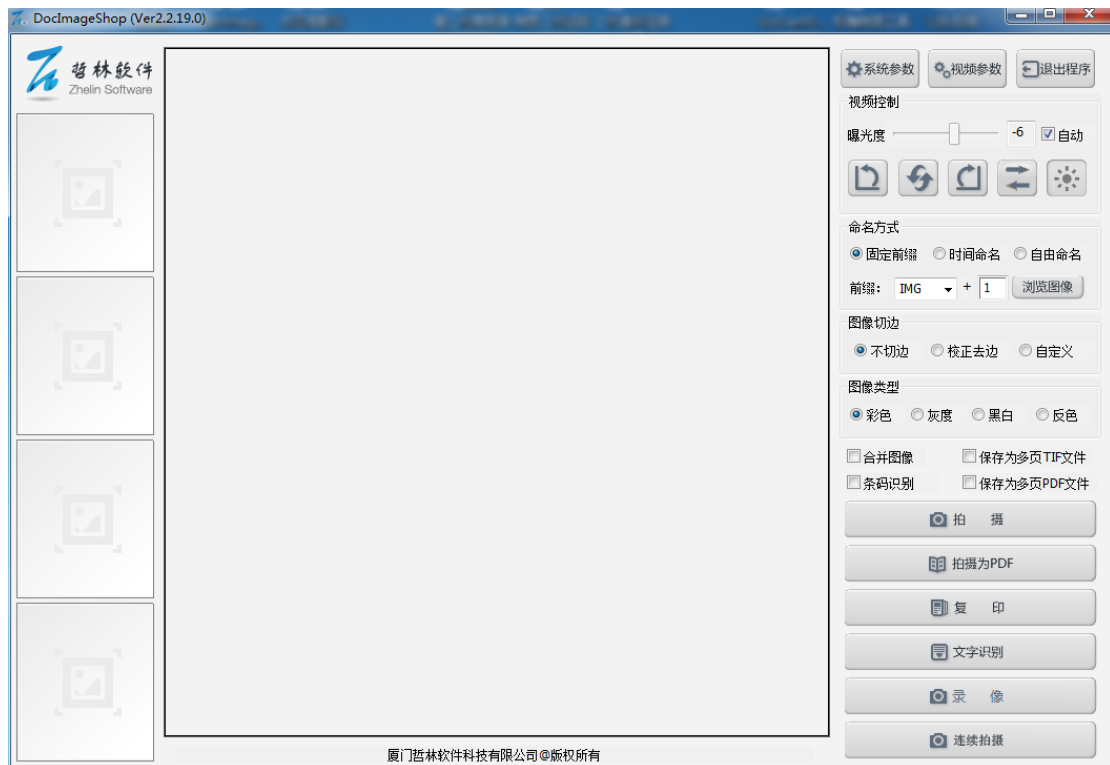 DocImageShop (Ver2.2.19.0)
哲林软件
Zhelin Software
系统参数 视频参数 退出程序
视频控制
曝光度 -6 自动
命名方式
固定前缀 时间命名 自由命名
前缀: IMG + 1 浏览图像
图像切边
不切边 校正去边 自定义
图像类型
彩色 灰度 黑白 反色
合并图像 保存为多页TIF文件
条码识别 保存为多页PDF文件
拍 摄
拍摄为PDF
复 印
文字识别
录 像
连续拍摄
厦门哲林软件科技有限公司@版权所有